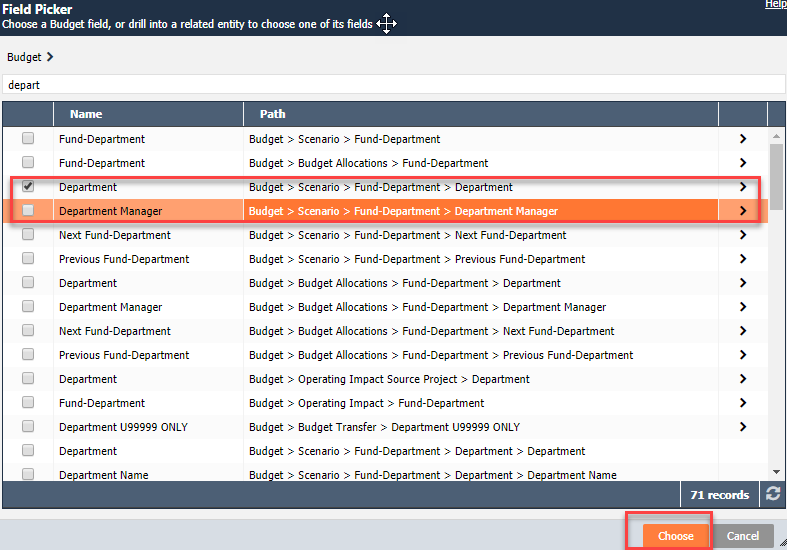 Field Picker
Help
Choose a Budget field, or drill into a related entity to choose one of its fields
Budget >
depart
Name Path
Fund-Department Budget > Scenario > Fund-Department
Fund-Department Budget > Budget Allocations > Fund-Department
Department Budget > Scenario > Fund-Department > Department
Department Manager Budget > Scenario > Fund-Department > Department Manager
Next Fund-Department Budget > Scenario > Fund-Department > Next Fund-Department
Previous Fund-Department Budget > Scenario > Fund-Department > Previous Fund-Department
Department Budget > Budget Allocations > Fund-Department > Department
Department Manager Budget > Budget Allocations > Fund-Department > Department Manager
Next Fund-Department Budget > Budget Allocations > Fund-Department > Next Fund-Department
Previous Fund-Department Budget > Budget Allocations > Fund-Department > Previous Fund-Department
Department Budget > Operating Impact Source Project > Department
Fund-Department Budget > Operating Impact > Fund-Department
Department U99999 ONLY Budget > Budget Transfer > Department U99999 ONLY
Department Budget > Scenario > Fund-Department > Department > Department
Department Name Budget > Scenario > Fund-Department > Department > Department Name
71 records
Choose Cancel